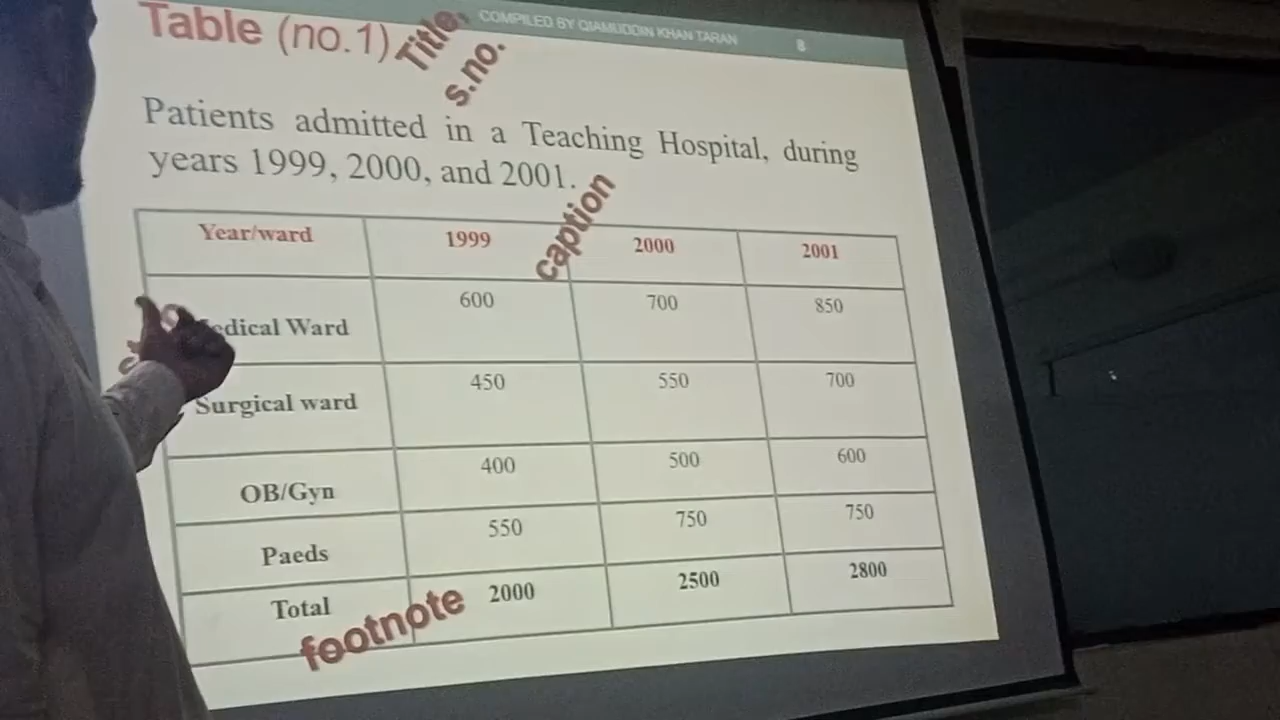 COMPILED BY QIAMUDDIN KHAN TARAN 8
Table (no.1) Title,
s.no.
Patients admitted in a Teaching Hospital, during
years 1999, 2000, and 2001.
caption
Year/ward 1999 2000 2001
600 700 850
edical Ward
450 550 700
Surgical ward
400 500 600
OB/Gyn
550 750 750
Paeds
Total 2000 2500 2800
footnote